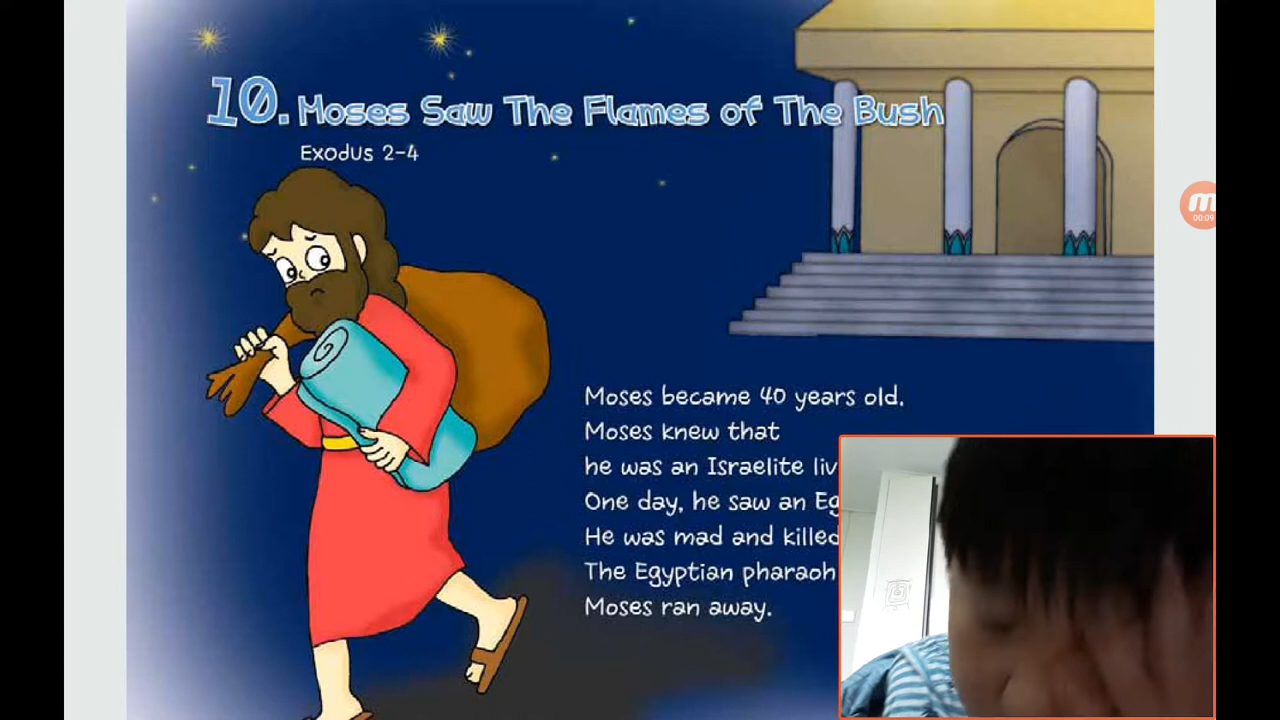 10. Moses Saw The Flames of The Bush
Exodus 2-4
00:09
Moses became 40 years old.
Moses knew that
he was an Israelite
One day, he saw an
He was mad and killed
The Egyptian pharaoh
Moses ran away.